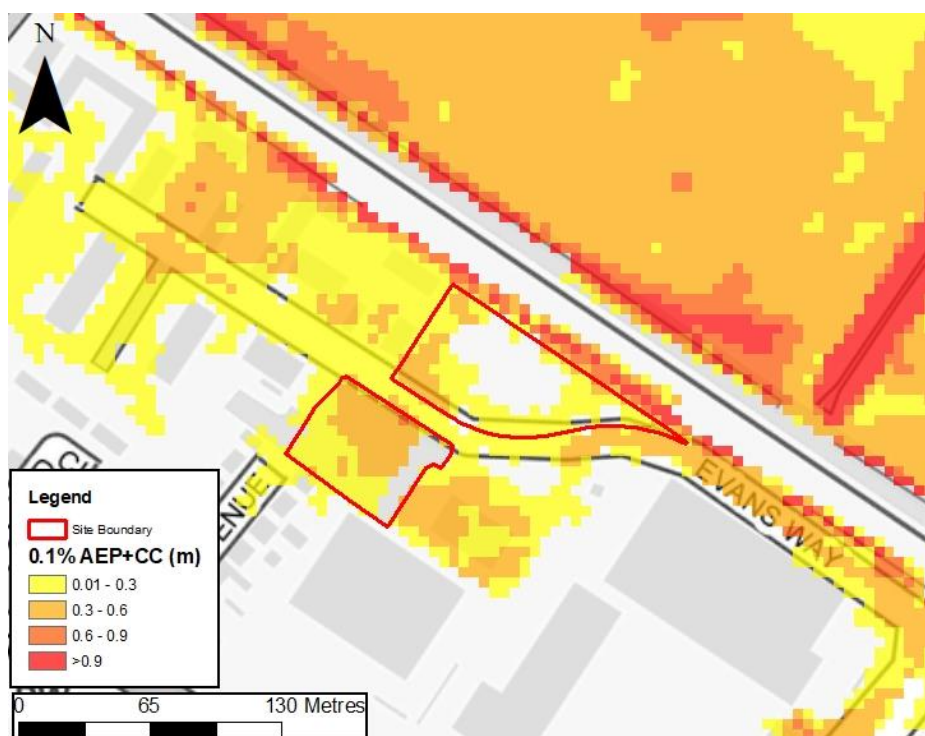 N
EVANS WAY
ENUE
Legend
Site Boundary
0.1% AEP+CC (m)
0.01 - 0.3
0.3 - 0.6
0.6 - 0.9
>0.9
0 65 130 Metres